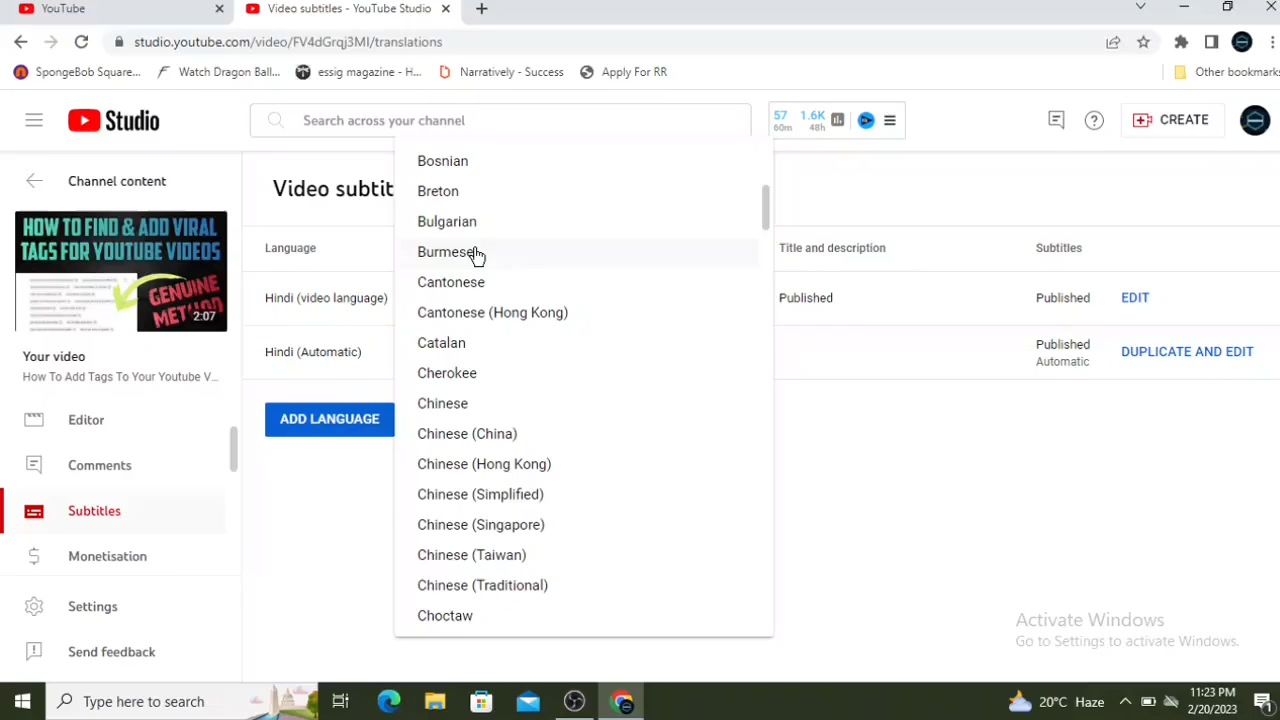 YouTube
Video subtitles - YouTube Studio
studio.youtube.com/video/FV4dGrqj3MI/translations
SpongeBob Square...
Watch Dragon Ball...
essig magazine - H...
Narratively - Success
Apply For RR
Other bookmarks
Studio
Search across your channel
57
60m
1.6K
48h
CREATE
Channel content
HOW TO FIND & ADD VIRAL
TAGS FOR YOUTUBE VIDEOS
GENUINE
METHOD
2:07
Your video
How To Add Tags To Your Youtube V...
Editor
Comments
Subtitles
Monetisation
Settings
Send feedback
Video subtit
Language
Title and description
Subtitles
Hindi (video language)
Published
Published
EDIT
Hindi (Automatic)
Published
Automatic
DUPLICATE AND EDIT
ADD LANGUAGE
Bosnian
Breton
Bulgarian
Burmese
Cantonese
Cantonese (Hong Kong)
Catalan
Cherokee
Chinese
Chinese (China)
Chinese (Hong Kong)
Chinese (Simplified)
Chinese (Singapore)
Chinese (Taiwan)
Chinese (Traditional)
Choctaw
Activate Windows
Go to Settings to activate Windows.
Type here to search
20°C Haze
11:23 PM
2/20/2023
1